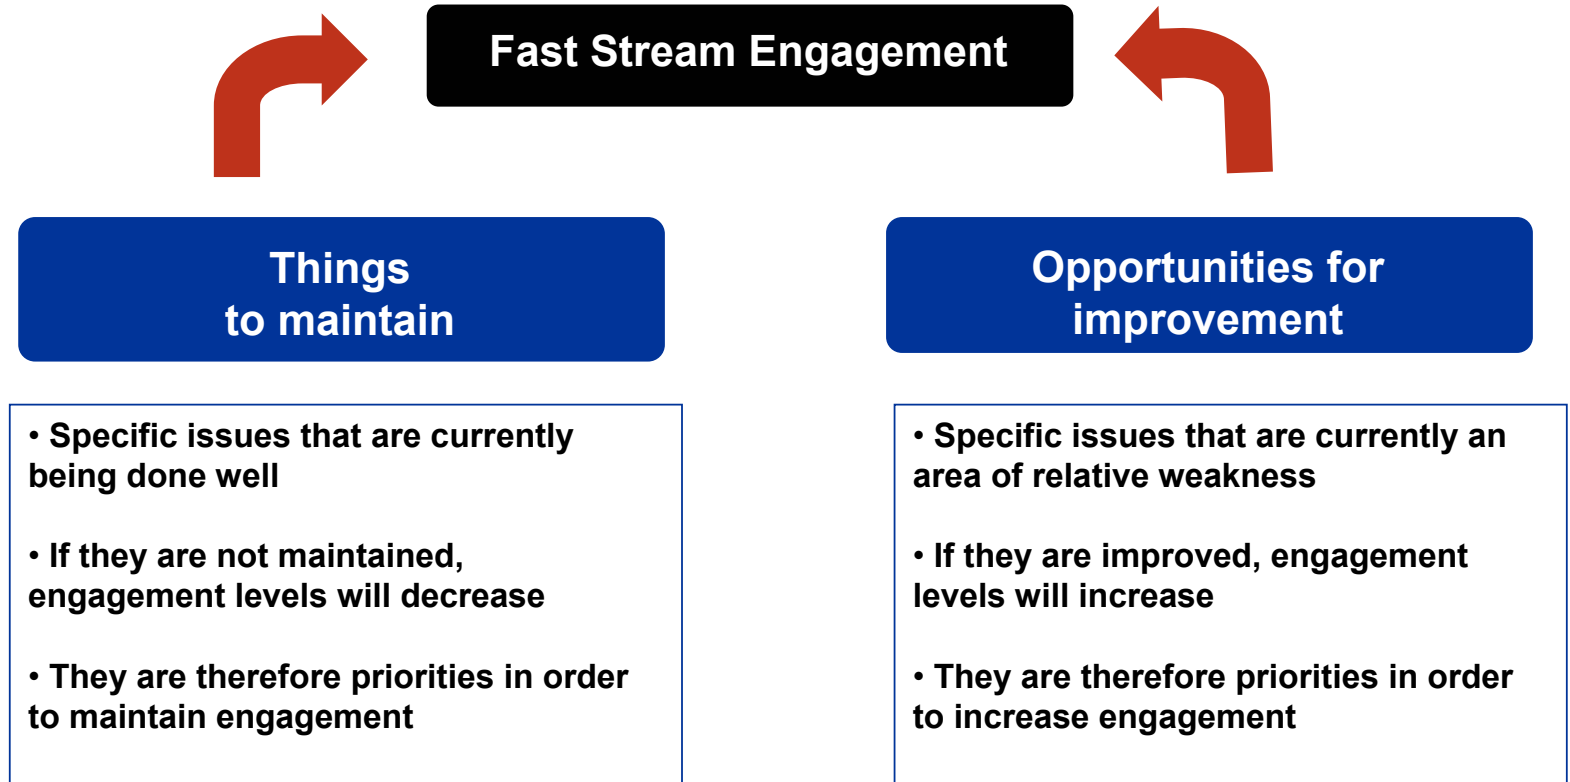 Fast Stream Engagement
Things
to maintain
• Specific issues that are currently
being done well
• If they are not maintained,
engagement levels will decrease
• They are therefore priorities in order
to maintain engagement
Opportunities for
improvement
• Specific issues that are currently an
area of relative weakness
• If they are improved, engagement
levels will increase
• They are therefore priorities in order
to increase engagement